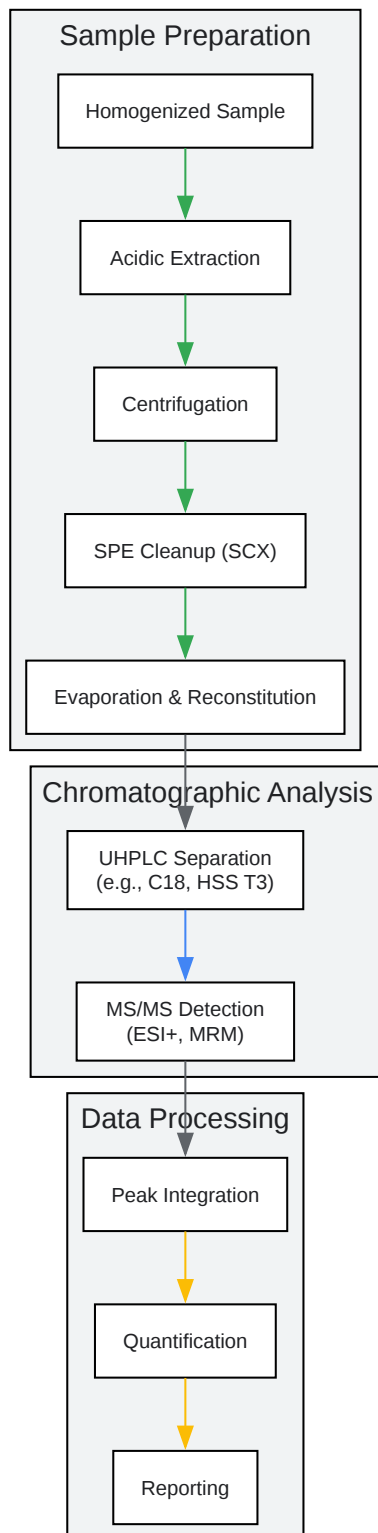 Sample Preparation
Homogenized Sample
Acidic Extraction
Centrifugation
SPE Cleanup (SCX)
Evaporation & Reconstitution
Chromatographic Analysis
UHPLC Separation
(e.g., C18, HSS T3)
MS/MS Detection
(ESI+, MRM)
Data Processing
Peak Integration
Quantification
Reporting